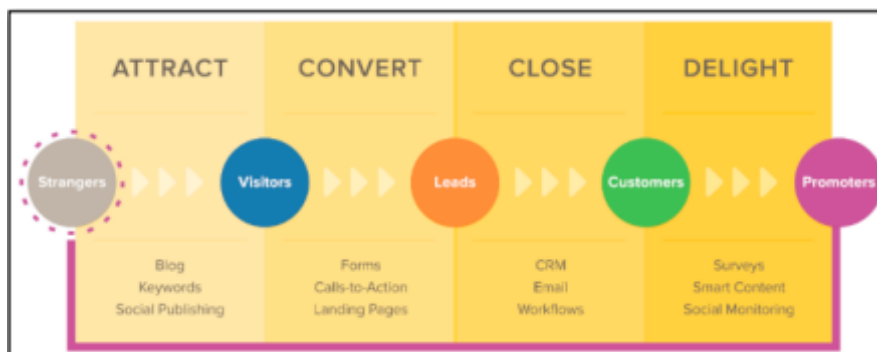 ATTRACT
CONVERT
CLOSE
DELIGHT
Strangers
Visitors
Leads
Customers
Promoters
Blog
Keywords
Social Publishing
Forms
Calls-to-Action
Landing Pages
CRM
Email
Workflows
Surveys
Smart Content
Social Monitoring